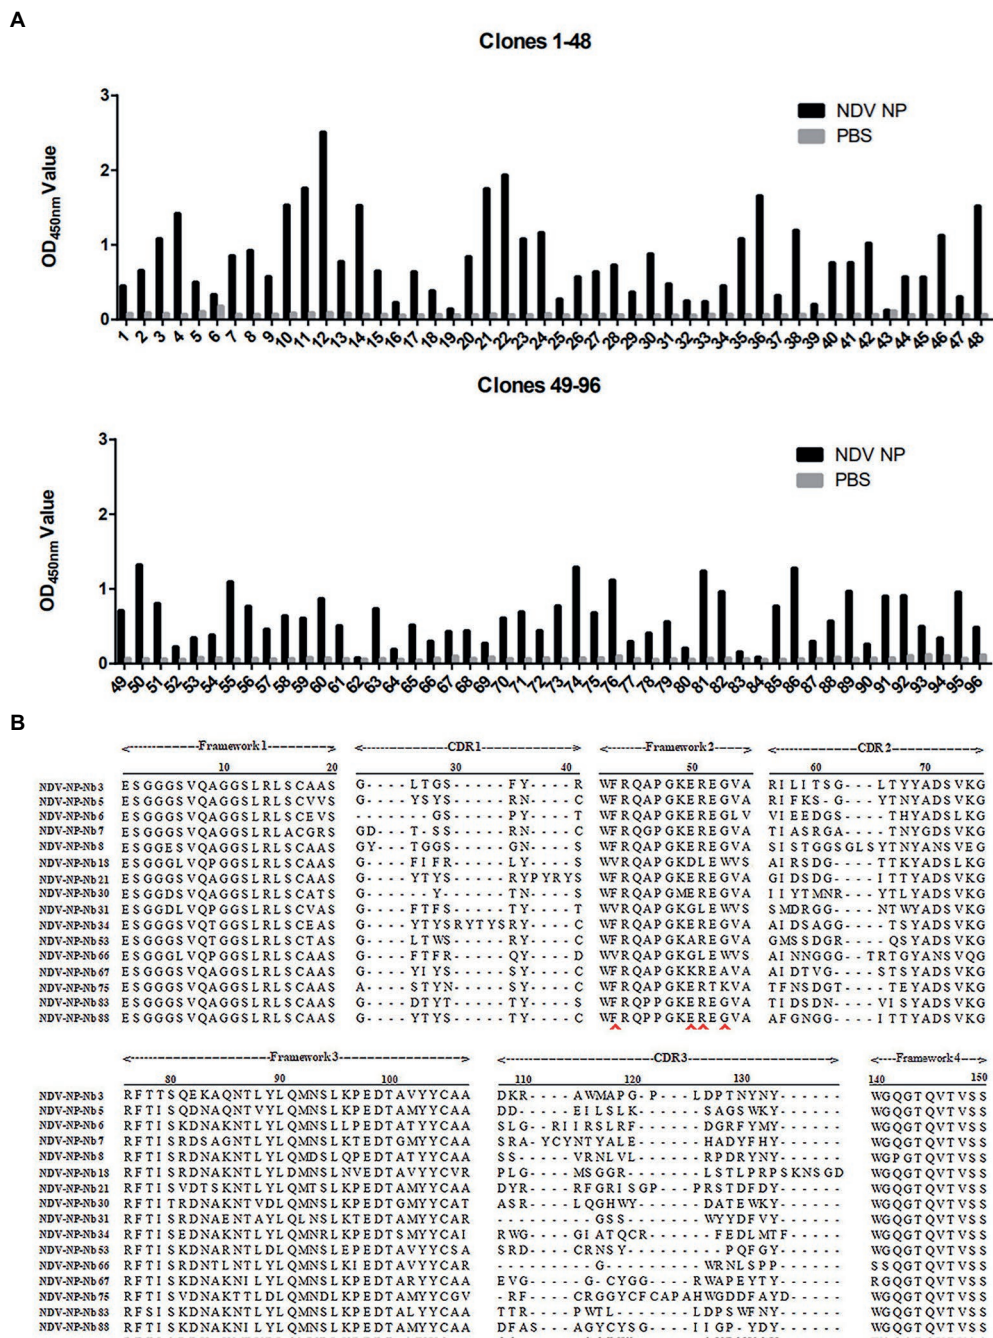 A
Clones 1-48
OD450nm Value
3
2
1
0
NDV NP
PBS
1 2 3 4 5 6 7 8 9 10 11 12 13 14 15 16 17 18 19 20 21 22 23 24 25 26 27 28 29 30 31 32 33 34 35 36 37 38 39 40 41 42 43 44 45 46 47 48
Clones 49-96
OD450nm Value
3
2
1
0
NDV NP
PBS
49 50 51 52 53 54 55 56 57 58 59 60 61 62 63 64 65 66 67 68 69 70 71 72 73 74 75 76 77 78 79 80 81 82 83 84 85 86 87 88 89 90 91 92 93 94 95 96
B
Framework1 CDR1 Framework2 CDR2
10 20 30 40 50 60 70
NDV-NP-Nb3 ESGGGSVQAGGSLRLSCAAS G----LTGS-----FY----R WFRQAPGKEREGVA RILITSG--LTYYADSVKG
NDV-NP-Nb5 ESGGGSVQAGGSLRLSCVVS G----YSYS-----RN----C WFRQAPGKEREGVA RIFKS-G---YTNYADSVKG
NDV-NP-Nb6 ESGGGSVQAGGSLRLSCEVS ------GS-----PY----T WFRQAPGKEREGLV VIEEDGS----THYADSLKG
NDV-NP-Nb7 ESGGGSVQAGGSLRLACGRS GD---T-SS-----RN----C WFRQGPGKEREGVA TIASRGA----TNYGDSVKG
NDV-NP-Nb8 ESGGESVQAGGSLRLSCAAS GY---TGGS-----GN----S WFRQAPGKEREGVA SISTGGSGLSYTNYANSVEG
NDV-NP-Nb18 ESGGGLVQPGGSLRLSCAAS G----FIFR-----LY----S WVRQAPGKDLEWVS AIRSDG-----TTKYADSLKG
NDV-NP-Nb21 ESGGGSVQAGGSLRLSCAAS G----YTYS-----RYPYRYS WFRQAPGKEREGVA GIDSDG----ITTYADSVKG
NDV-NP-Nb30 ESGGDSVQAGGSLRLSCATS G------Y------TN----S WFRQAPGMEREGVA IIYTMNR----YTLYADSVKG
NDV-NP-Nb31 ESGGDLVQPGGSLRLSCVAS G----FTFS-----TY----T WVRQAPGKGLEWVS SMDRGG----NTWYADSVKG
NDV-NP-Nb34 ESGGGSVQTGGSLRLSCEAS G----YTYSRYTYSRY----C WFRQAPGKEREGVA AIDSAGG----TTYADSVKG
NDV-NP-Nb53 ESGGGSVQAGGSLRLSCTAS G----LTWS-----RY----C WFRQAPGKAREGVA GMSSDGR----QSYADSVKG
NDV-NP-Nb66 ESGGGLVQPGGSLRLSCAAS G----FTFR-----QY----D WVRQAPGKGLEWVS AINNGGG--TRTGYANSVQG
NDV-NP-Nb67 ESGGGSVQAGGSLRLSCAAS G----YIYS-----SY----C WFRQAPGKKREAVA AIDTVG-----STSYADSVKG
NDV-NP-Nb75 ESGGGSVQAGGSLRLSCAAS A----STYN-----SY----C WFRQAPGKERTKVA TFNSDGT----TEYADSVKG
NDV-NP-Nb83 ESGGGSVQAGGSLRLSCAAS G----DTYT-----TY----S WFRQPPGKEREGVA TIDSDN----VISYADSVKG
NDV-NP-Nb88 ESGGGSVQAGGSLRLSCAAS G----YTYS-----TY----C WFRQPPGKEREGVA AFGNGG----ITTYADSVKG
Framework3 CDR3 Framework4
80 90 100 108 110 120 130 140 150
NDV-NP-Nb3 RFTTSQEKAQNTLYLQMNSLKPEDTAVYYCAA DKR----AWMAPG-P---LDPTNYNY------ WGQGTQVTVSS
NDV-NP-Nb5 RFTISQDNAQNTVYLQMNSLKPEDTAMYYCAA DD-----EILSLK------SAGSWKY------ WGQGTQVTVSS
NDV-NP-Nb6 RFTISKDNAKNTLYLQMNSLLPEDTAMYYCAA SLG--RIIRSLRF-----DGRFYMY------ WGQGTQVTVSS
NDV-NP-Nb7 RFTISRDSAGNTLYLQMNSLKTEDTGMYYCAA SRA-YCYNTYALE-----HADYFHY------ WGQGTQVTVSS
NDV-NP-Nb8 RFTISRDNAKNTLYLQMDSLQPEDTATYYCAA SS-----VRNLVL------RPDRYNY------ WGPGTQVTVSS
NDV-NP-Nb18 RFTISRDNAKNTLYLDMNSLNVEDTAVYYCVR PLG----MSGGR------LSTLPRPSKNSGD WGQGTQVTVSS
NDV-NP-Nb21 RFTISVDTSKNTLYLQMTSLKPEDTAMYYCAA DYR----RFGRISGP--PRSTDFDY------ WGQGTQVTVSS
NDV-NP-Nb30 RFTITRDNAKNTVDLQMNSLKPEDTGMYYCAT ASR----LQGHWY------DATEWKY------ WGQGTQVTVSS
NDV-NP-Nb31 RFTISRDNAENTAYLQLNSLKTEDTAMYYCAR ---------GSS-------WYYDFVY------ WGQGTQVTVSS
NDV-NP-Nb34 RFTISEDNAKNTLYLQMNRLKPEDTSMYYCAI RWG----GIATQCR------FEDLMTF----- WGQGTQVTVSS
NDV-NP-Nb53 RFTISKDNARNTLDLQMNSLEPEDTAVYYCSA SRD----CRNSY---------PQFGY------ WGQGTQVTVSS
NDV-NP-Nb66 RFTISRDNTLNTLYLQMNSLKIEDTAVYYCAR ---------G---------WRNLSPP------ SSQGTQVTVSS
NDV-NP-Nb67 RFTISKDNAKNILYLQMNSLKPEDTARYYCAA EVG------GCYGG----RWAPEYTY------ RGQGTQVTVSS
NDV-NP-Nb75 RFTISVDNAKTTLDLQMNSLKPEDTAMYYCGV -RF----CRGGYCFCAPAHWGDDFAYD----- WGQGTQVTVSS
NDV-NP-Nb83 RFSISKDNAKNTLYLQMNSLKPEDTALYYCAA TTR----PWTL-------LDPSWFNY------ WGQGTQVTVSS
NDV-NP-Nb88 RFTISKDNAKNILYLQMNSLKPEDTAMYYCAA DFAS---AGYCYSG----IIGP-YDY------ WGQGTQVTVSS